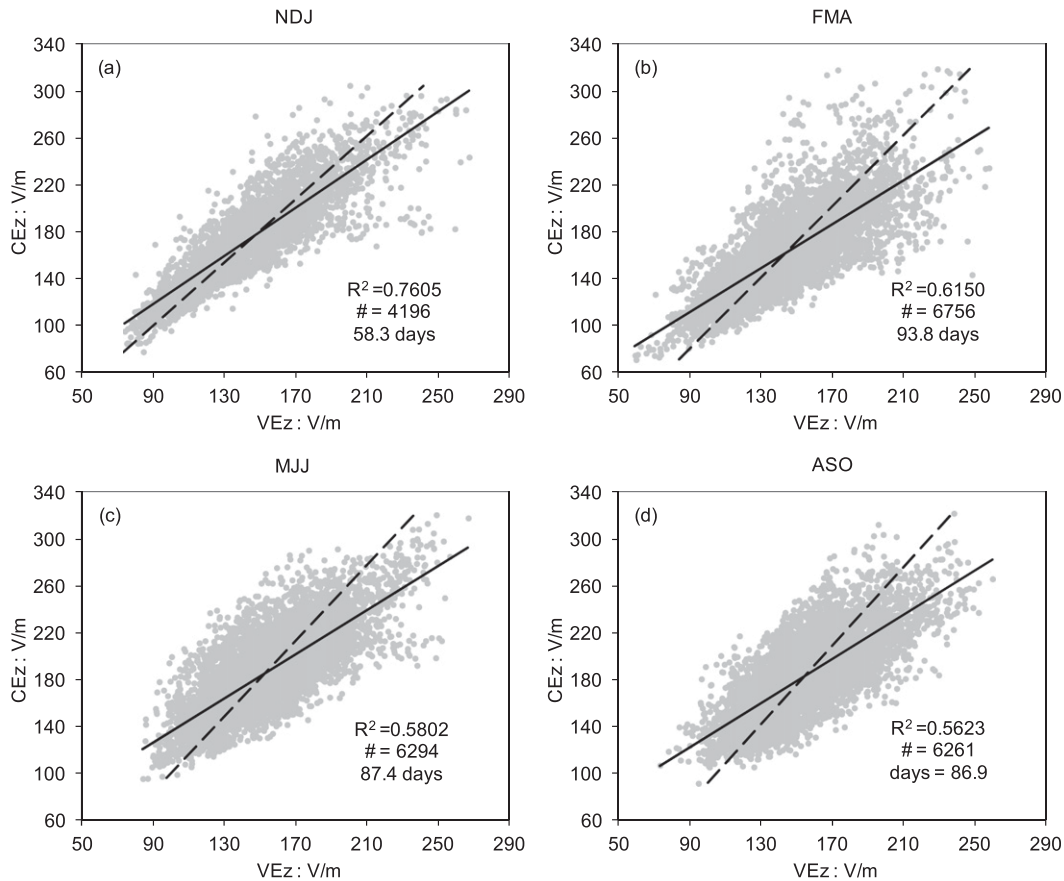 NDJ
340
300
260
220
180
140
100
60
CEz : V/m
(a)
R² =0.7605
# = 4196
58.3 days
50 90 130 170 210 250 290
VEz : V/m
FMA
340
300
260
220
180
140
100
60
CEz : V/m
(b)
R² =0.6150
# = 6756
93.8 days
50 90 130 170 210 250 290
VEz : V/m
MJJ
340
300
260
220
180
140
100
60
CEz : V/m
(c)
R² =0.5802
# = 6294
87.4 days
50 90 130 170 210 250 290
VEz : V/m
ASO
340
300
260
220
180
140
100
60
CEz : V/m
(d)
R² =0.5623
# = 6261
days = 86.9
50 90 130 170 210 250 290
VEz : V/m